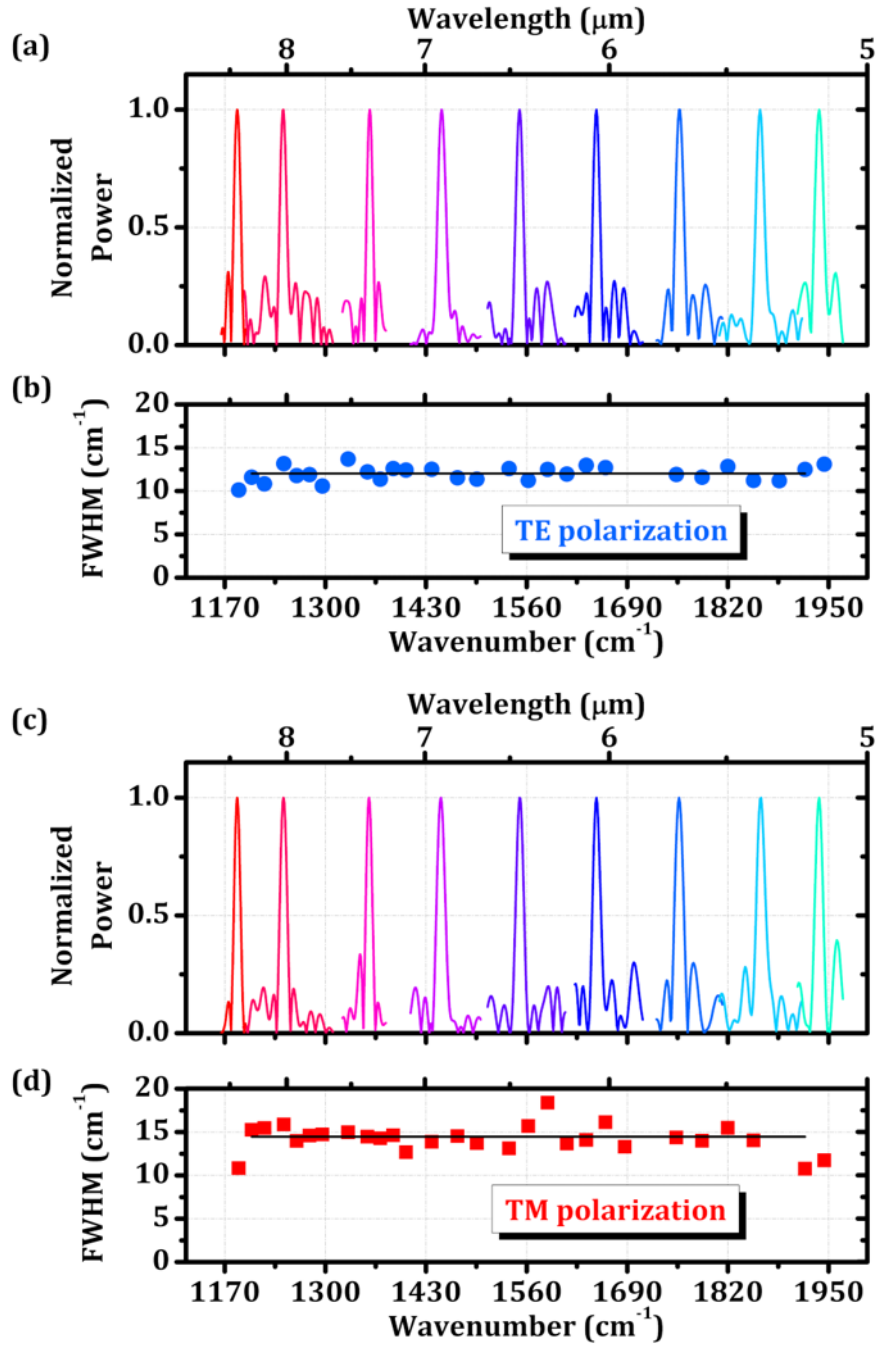 Wavelength (μm)
(a)
8 7 6 5
1.0
0.5
0.0
Normalized
Power
(b)
20
15
10
5
0
FWHM (cm⁻¹)
TE polarization
1170 1300 1430 1560 1690 1820 1950
Wavenumber (cm⁻¹)
Wavelength (μm)
(c)
8 7 6 5
1.0
0.5
0.0
Normalized
Power
(d)
20
15
10
5
0
FWHM (cm⁻¹)
TM polarization
1170 1300 1430 1560 1690 1820 1950
Wavenumber (cm⁻¹)